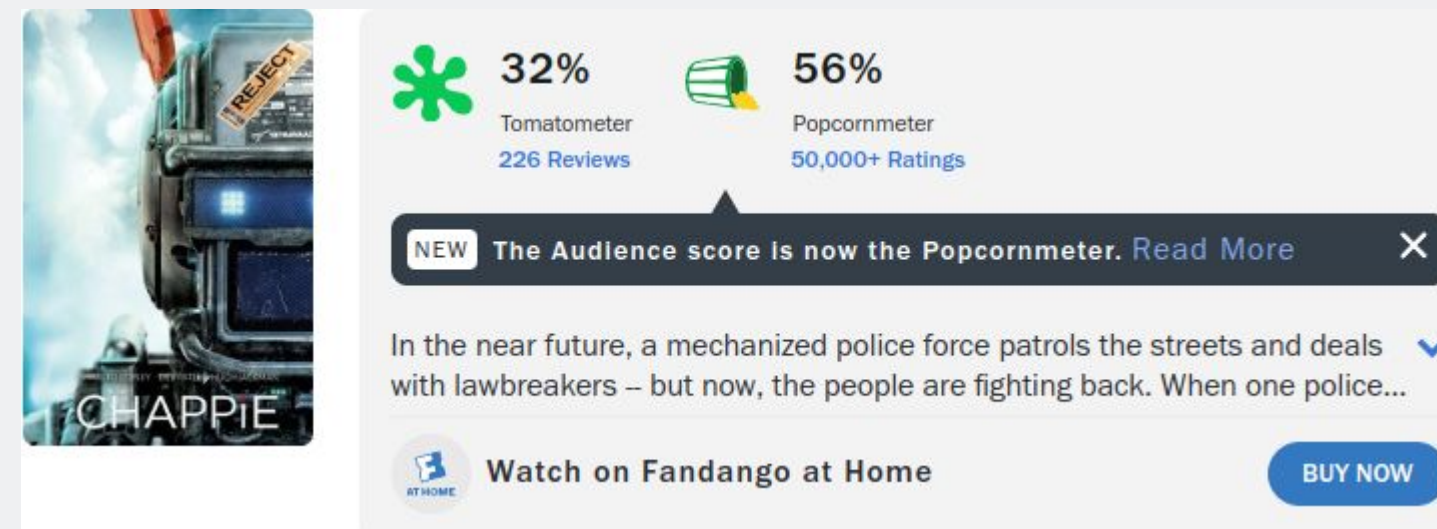 REJECT
CHAPPiE
32%
Tomatometer
226 Reviews
56%
Popcornmeter
50,000+ Ratings
NEW The Audience score is now the Popcornmeter. Read More
In the near future, a mechanized police force patrols the streets and deals
with lawbreakers – but now, the people are fighting back. When one police...
F
AT HOME
Watch on Fandango at Home
BUY NOW